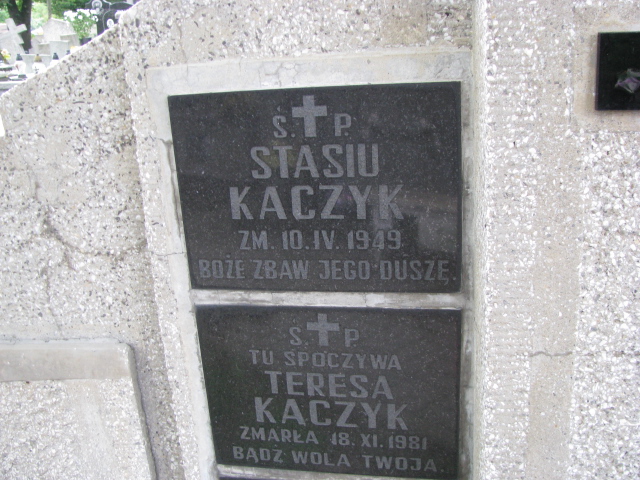 Ś. P.
STASIU
KACZYK
ZM. 10. IV. 1949
BOŻE ZBAW JEGO DUSZĘ.
Ś. P.
TU SPOCZYWA
TERESA
KACZYK
ZMARŁA 18. XI. 1981
BĄDŹ WOLA TWOJA.